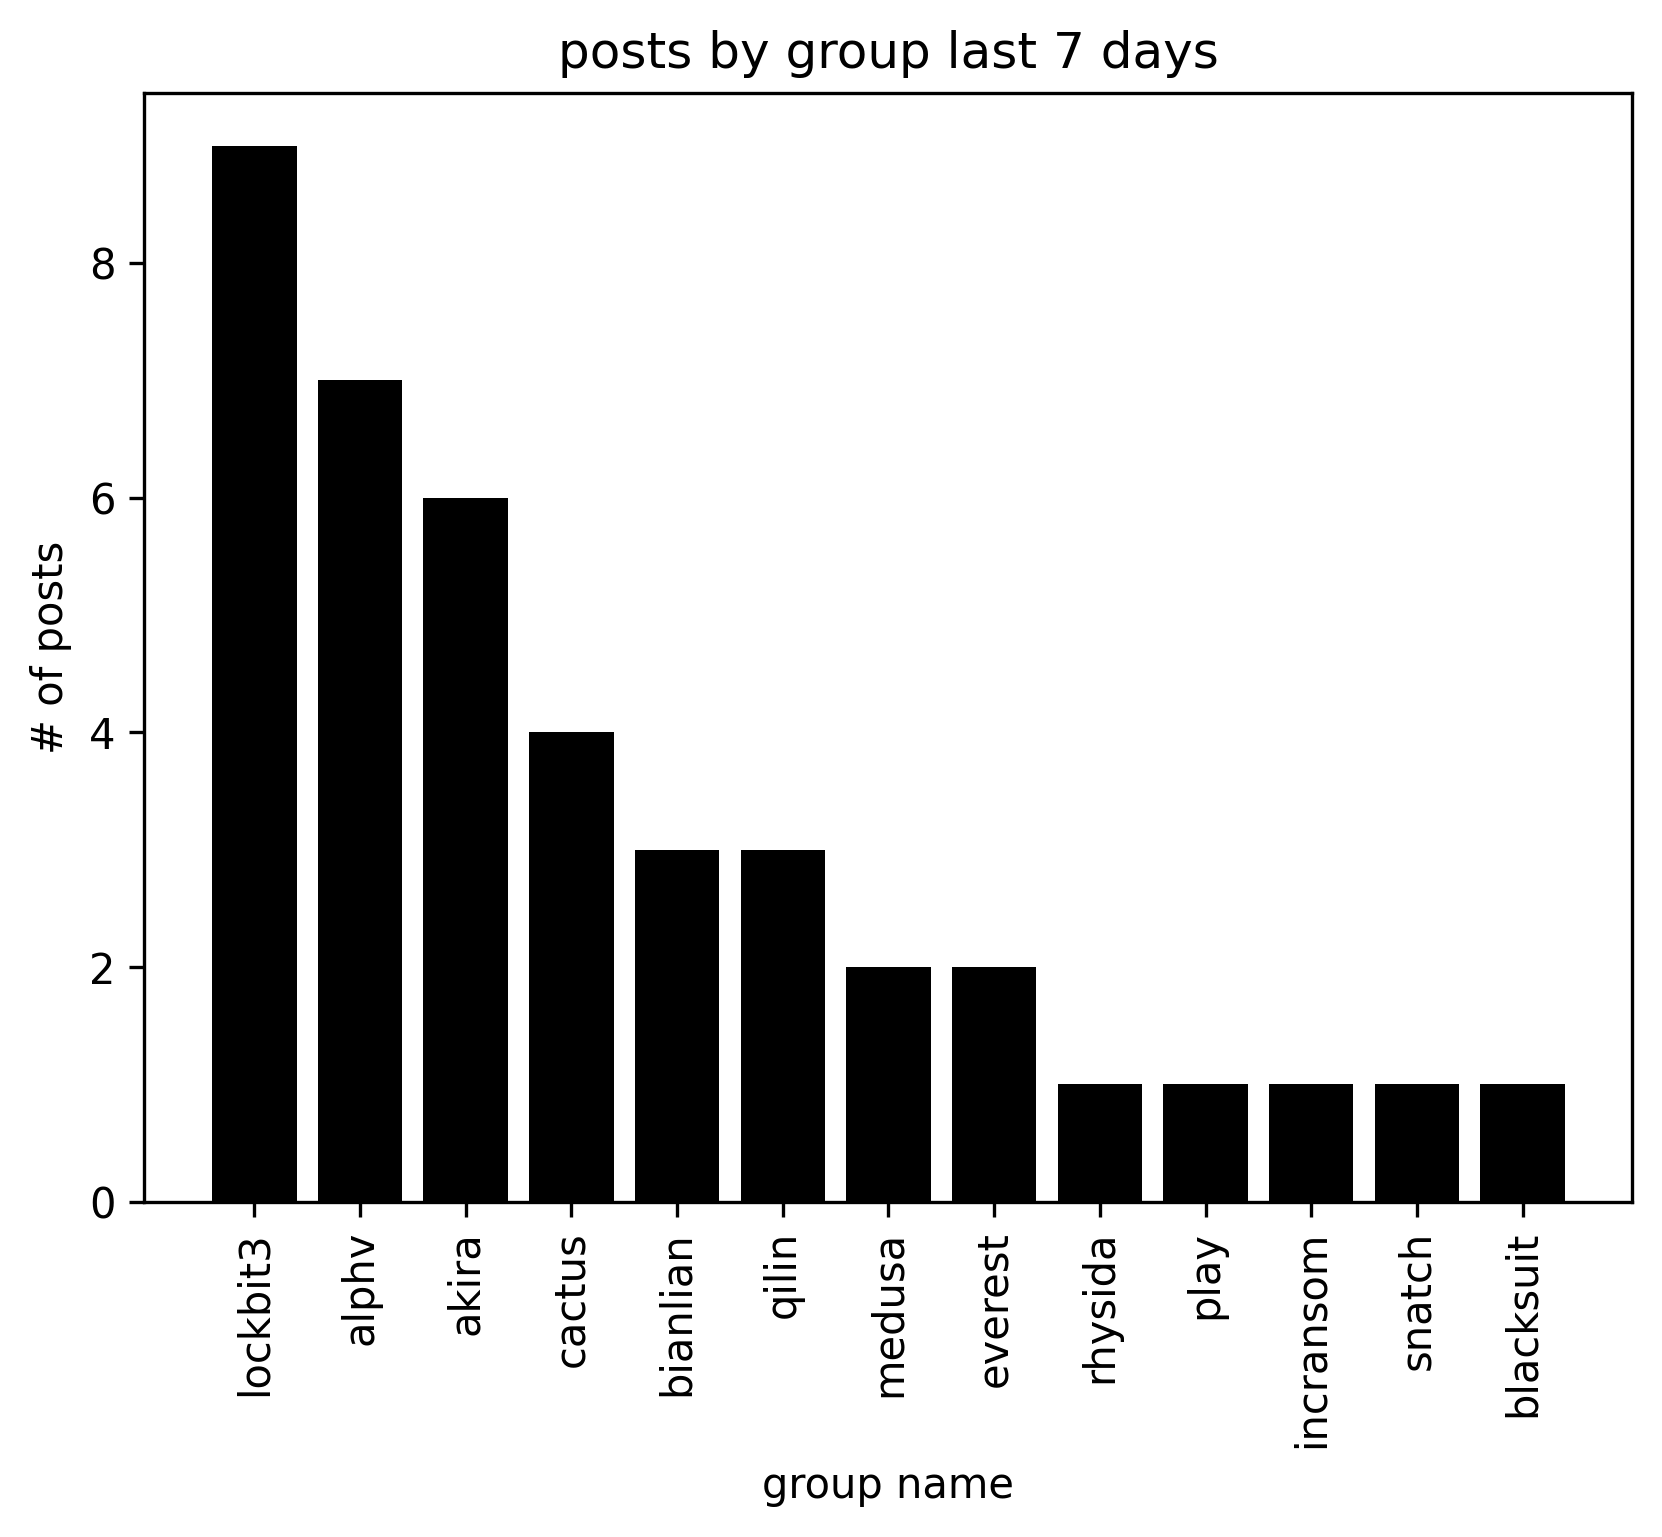 posts by group last 7 days
# of posts
8
6
4
2
0
lockbit3
alphv
akira
cactus
bianlian
qilin
medusa
everest
rhysida
play
incransom
snatch
blacksuit
group name